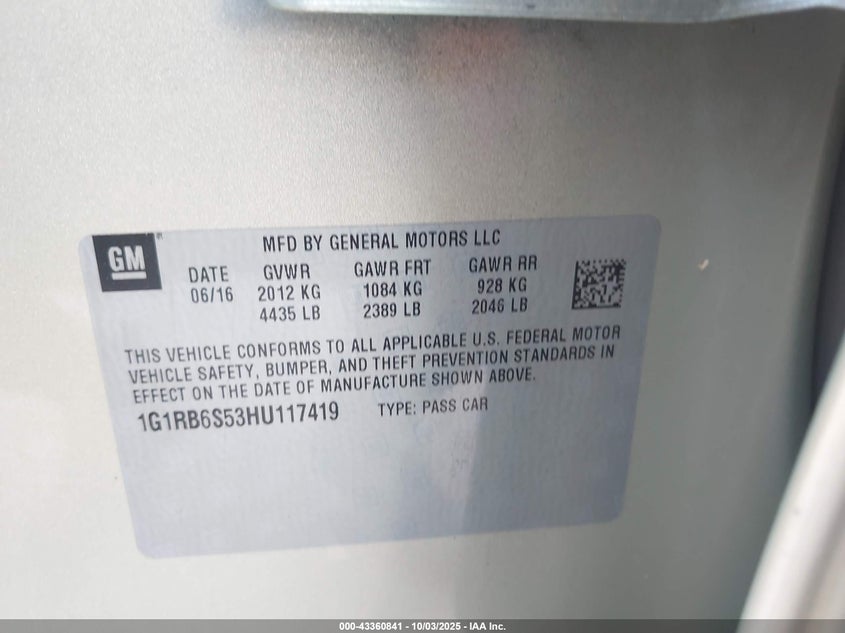 GM
MFD BY GENERAL MOTORS LLC
DATE GVWR GAWR FRT GAWR RR
06/16 2012 KG 1084 KG 928 KG
4435 LB 2389 LB 2046 LB
THIS VEHICLE CONFORMS TO ALL APPLICABLE U.S. FEDERAL MOTOR
VEHICLE SAFETY, BUMPER, AND THEFT PREVENTION STANDARDS IN
EFFECT ON THE DATE OF MANUFACTURE SHOWN ABOVE.
1G1RB6S53HU117419 TYPE: PASS CAR
000-43360841 - 10/03/2025 - IAA Inc.